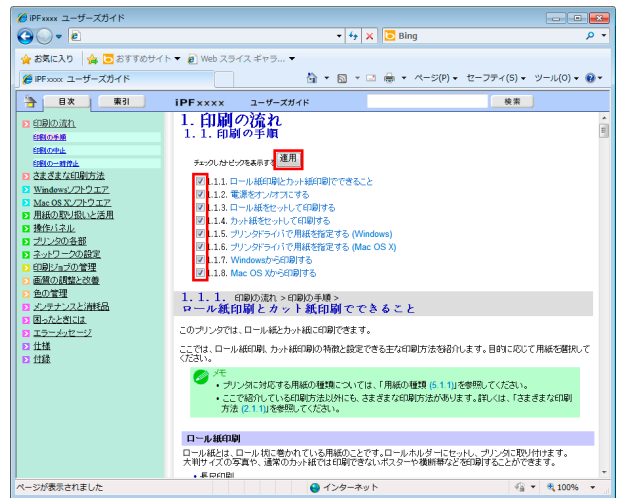 iPFxxxx ユーザーズガイド
Bing
お気に入り おすすめサイト Web スライス ギャラ...
iPFxxxx ユーザーズガイド ページ(P) セーフティ(S) ツール(O)
目次 索引 iPFxxxx ユーザーズガイド 検索
印刷の流れ
印刷の手順
印刷の中止
印刷の一時停止
さまざまな印刷方法
Windowsソフトウエア
Mac OS Xソフトウエア
用紙の取り扱いと活用
操作パネル
プリンタの各部
ネットワークの設定
印刷ジョブの管理
画質の調整と改善
色の管理
メンテナンスと消耗品
困ったときには
エラーメッセージ
仕様
付録
1. 印刷の流れ
1. 1. 印刷の手順
チェックしたトピックを表示する 適用
1.1.1. ロール紙印刷とカット紙印刷でできること
1.1.2. 電源をオン/オフにする
1.1.3. ロール紙をセットして印刷する
1.1.4. カット紙をセットして印刷する
1.1.5. プリンタドライバで用紙を指定する (Windows)
1.1.6. プリンタドライバで用紙を指定する (Mac OS X)
1.1.7. Windowsから印刷する
1.1.8. Mac OS Xから印刷する
1. 1. 1. 印刷の流れ > 印刷の手順 >
ロール紙印刷とカット紙印刷でできること
このプリンタでは、ロール紙とカット紙に印刷できます。
ここでは、ロール紙印刷、カット紙印刷の特徴と設定できる主な印刷方法を紹介します。目的に応じて用紙を選択して
ください。
メモ
• プリンタに対応する用紙の種類については、「用紙の種類 (5.1.1)」を参照してください。
• ここで紹介している印刷方法以外にも、さまざまな印刷方法があります。詳しくは、「さまざまな印刷
方法 (2.1.1)」を参照してください。
ロール紙印刷
ロール紙とは、ロール状に巻かれている用紙のことです。ロールホルダーにセットし、プリンタに取り付けます。
大判サイズの写真や、通常のカット紙では印刷できないポスターや横断幕などを印刷することができます。
• 長尺印刷
ページが表示されました インターネット 100%